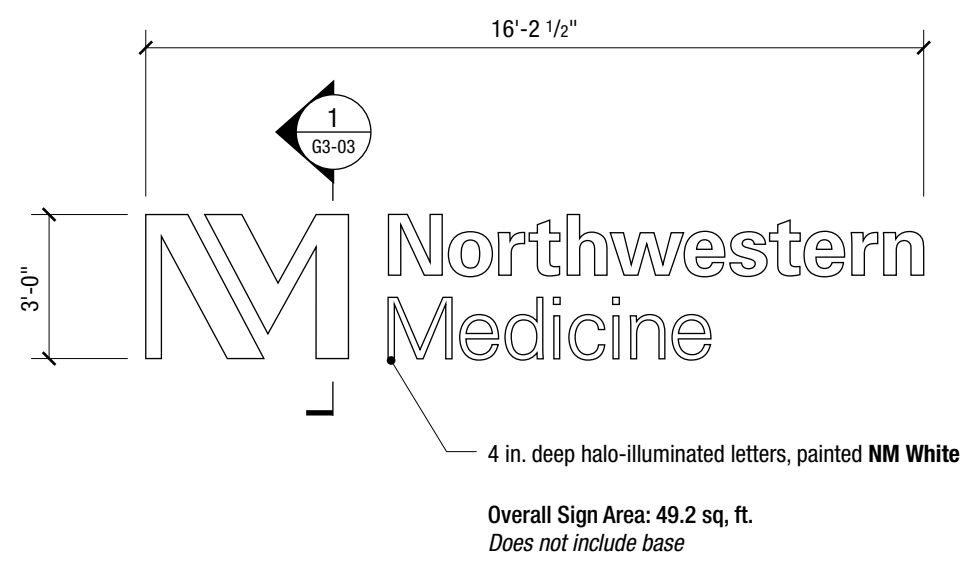 16'-2 1/2"
1
G3-03
3'-0"
NM Northwestern
Medicine
4 in. deep halo-illuminated letters, painted NM White
Overall Sign Area: 49.2 sq, ft.
Does not include base